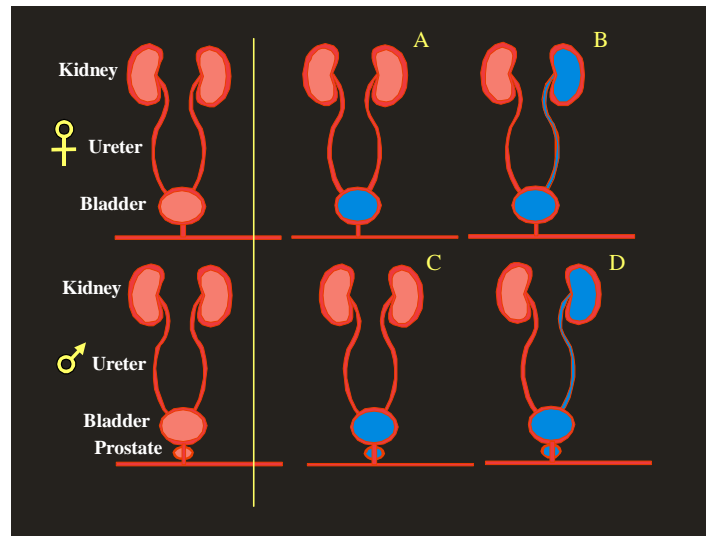 A
B
Kidney
Ureter
Bladder
C
D
Kidney
Ureter
Bladder
Prostate